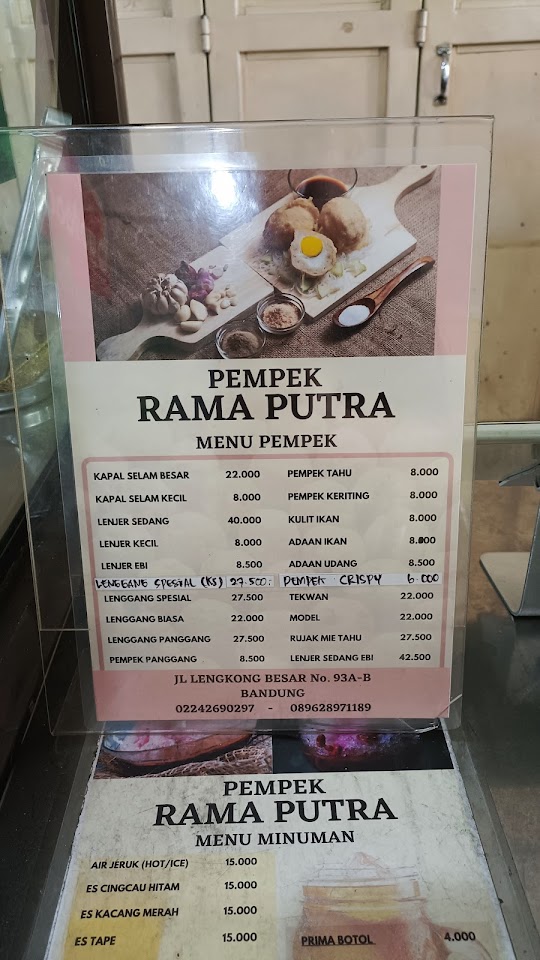 PEMPEK
RAMA PUTRA
MENU PEMPEK
KAPAL SELAM BESAR 22.000
KAPAL SELAM KECIL 8.000
LENJER SEDANG 40.000
LENJER KECIL 8.000
LENJER EBI 8.500
LENGGANG SPESIAL (KS) 27.500.
LENGGANG SPESIAL 27.500
LENGGANG BIASA 22.000
LENGGANG PANGGANG 27.500
PEMPEK PANGGANG 8.500
PEMPEK TAHU 8.000
PEMPEK KERITING 8.000
KULIT IKAN 8.000
ADAAN IKAN 8.000
ADAAN UDANG 8.500
PEMPEK CRISPY 6.000
TEKWAN 22.000
MODEL 22.000
RUJAK MIE TAHU 27.500
LENJER SEDANG EBI 42.500
JL LENGKONG BESAR No. 93A-B
BANDUNG
02242690297 - 089628971189
PEMPEK
RAMA PUTRA
MENU MINUMAN
AIR JERUK (HOT/ICE) 15.000
ES CINGCAU HITAM 15.000
ES KACANG MERAH 15.000
ES TAPE 15.000
PRIMA BOTOL 4.000